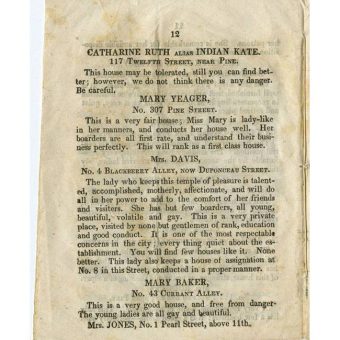 12
CATHARINE RUTH ALIAS INDIAN KATE.
117 TWELFTH STREET, NEAR PINE.
This house may be tolerated, still you can find bet-
ter; however, we do not think there is any danger.
Be careful.
MARY YEAGER,
No. 307 PINE STREET.
This is a very fair house; Miss Mary is lady-like
in her manners, and conducts her house well. Her
boarders are all first rate, and understand their busi-
ness perfectly. This will rank as a first class house.
Mrs. DAVIS,
No. 4 BLACKBERRY ALLEY, NOW DUPONCEAU STREET.
The lady who keeps this temple of pleasure is talent-
ed, accomplished, motherly, affectionate, and will do
all in her power to add to the comfort of her friends
and visiters. She has but few boarders, all young,
beautiful, volatile and gay. This is a very private
place, visited by none but gentlemen of rank, education
and good conduct. It is one of the most respectable
concerns in the city; every thing quiet about the es-
tablishment. You will find few houses like it. None
better. This lady also keeps a house of assignation at
No. 8 in this Street, conducted in a proper manner.
MARY BAKER,
No. 43 CURRANT ALLEY.
This is a very good house, and free from danger
The young ladies are all gay and beautiful.
Mrs. JONES, No. 1 Pearl Street, above 11th.